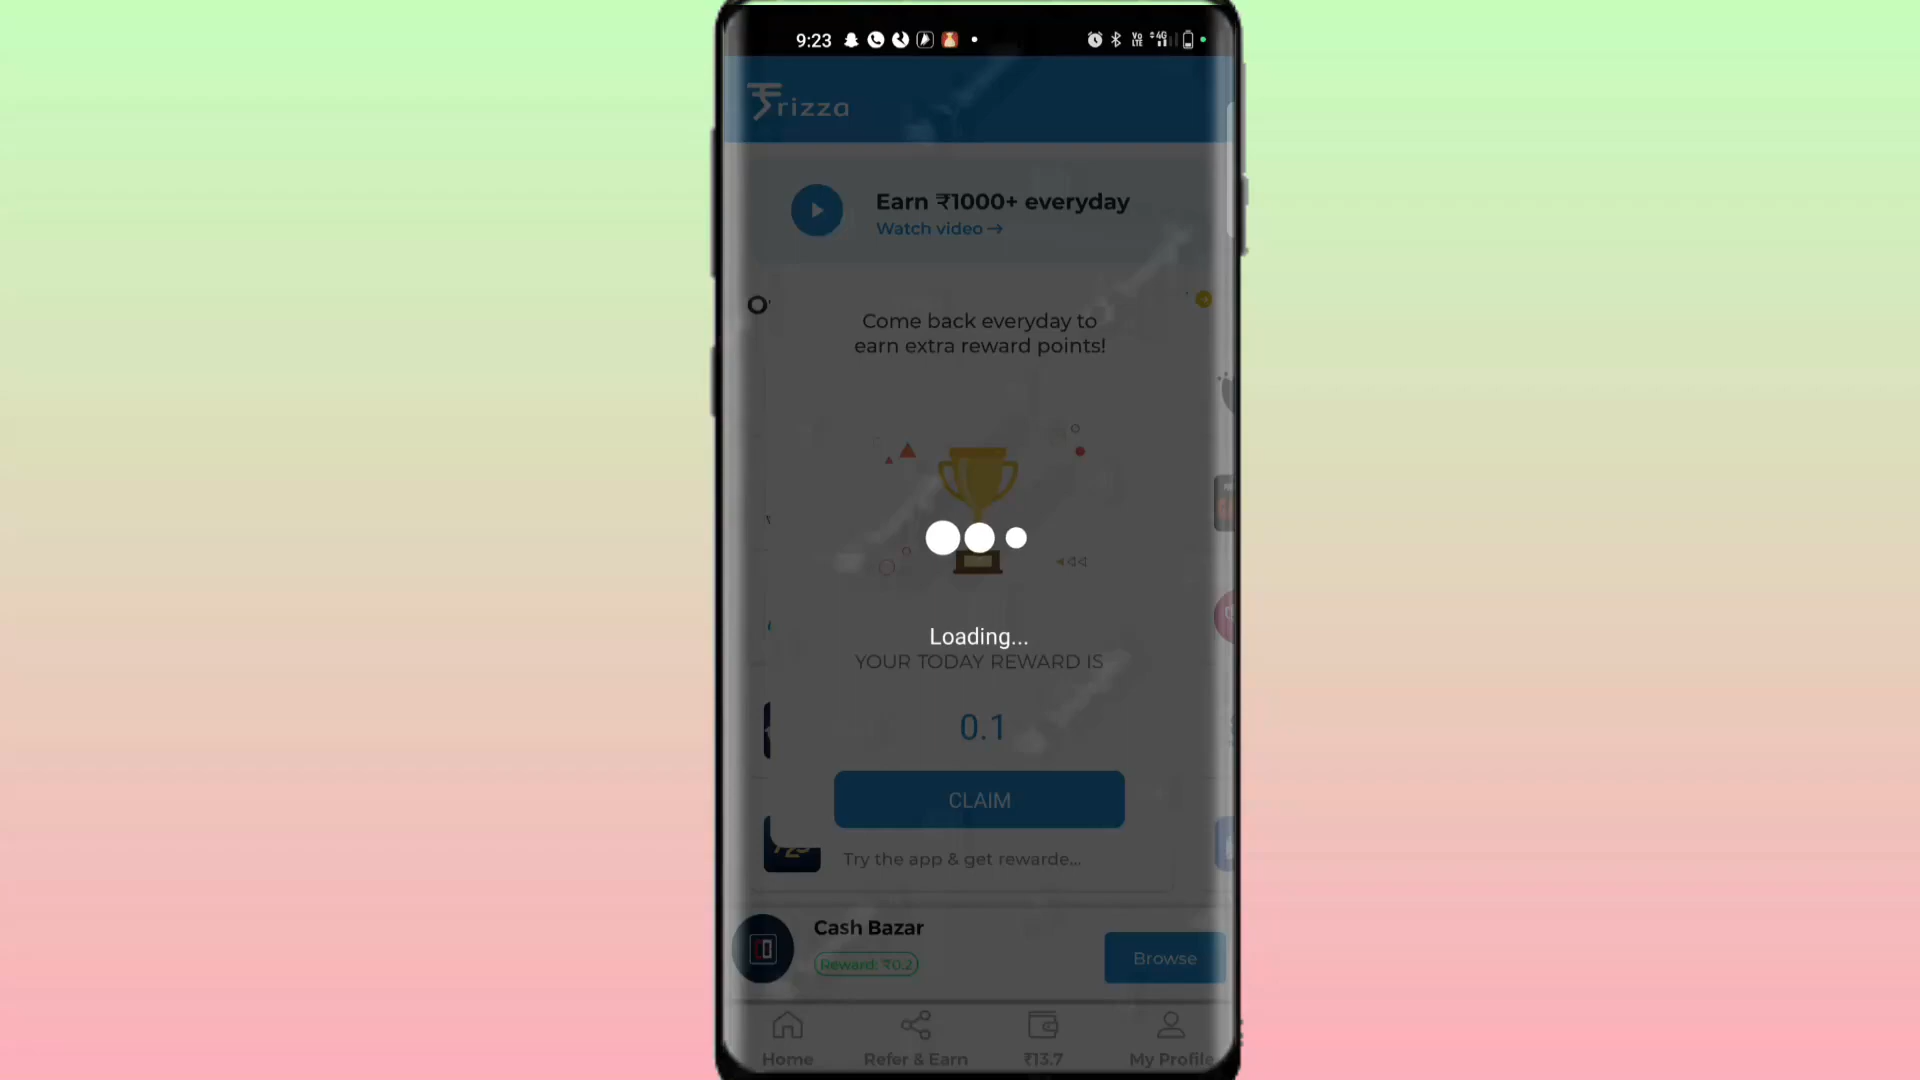 9:23
Frizza
Earn ₹1000+ everyday
Watch video →
Come back everyday to
earn extra reward points!
Loading...
YOUR TODAY REWARD IS
0.1
CLAIM
Try the app & get rewarde...
Cash Bazar
Reward: ₹0.2
Browse
Home
Refer & Earn
₹13.7
My Profile